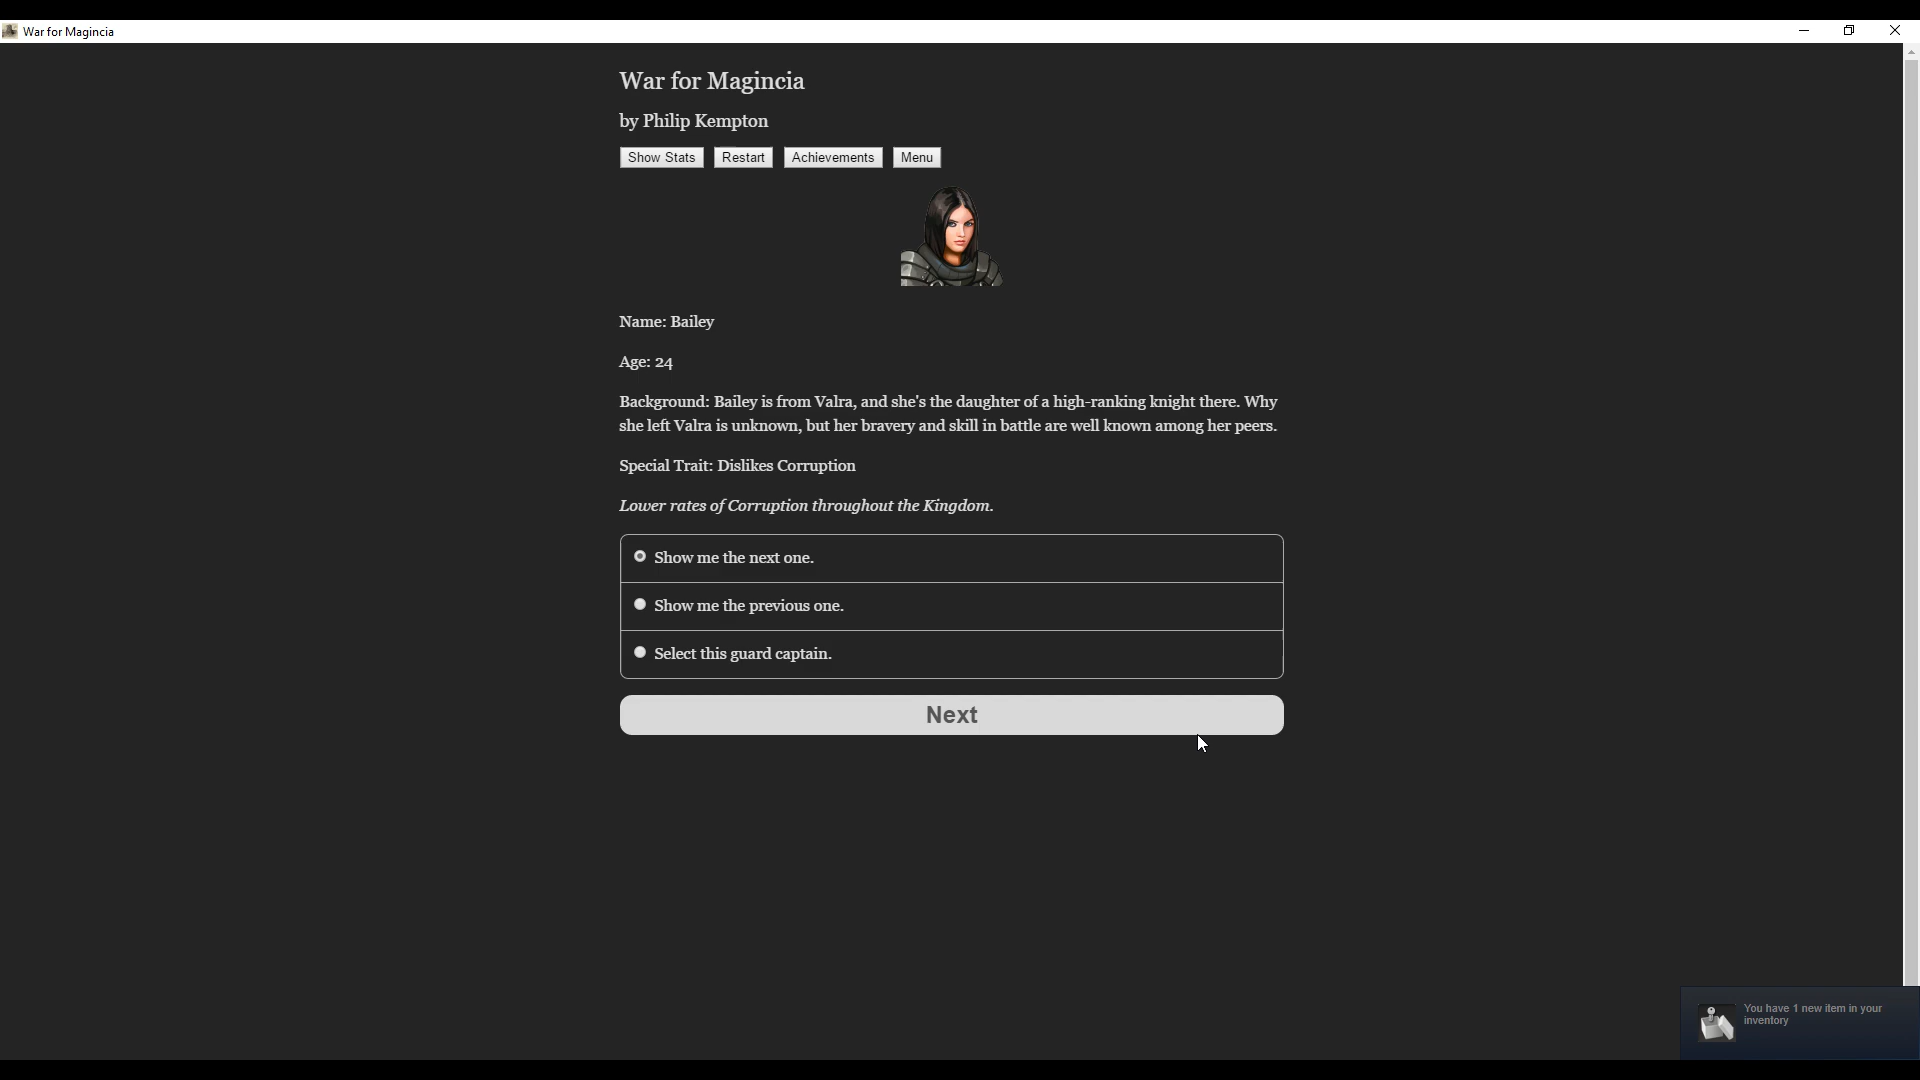 War for Magincia
War for Magincia
by Philip Kempton
Show Stats Restart Achievements Menu
Name: Bailey
Age: 24
Background: Bailey is from Valra, and she's the daughter of a high-ranking knight there. Why
she left Valra is unknown, but her bravery and skill in battle are well known among her peers.
Special Trait: Dislikes Corruption
Lower rates of Corruption throughout the Kingdom.
Show me the next one.
Show me the previous one.
Select this guard captain.
Next
You have 1 new item in your
inventory